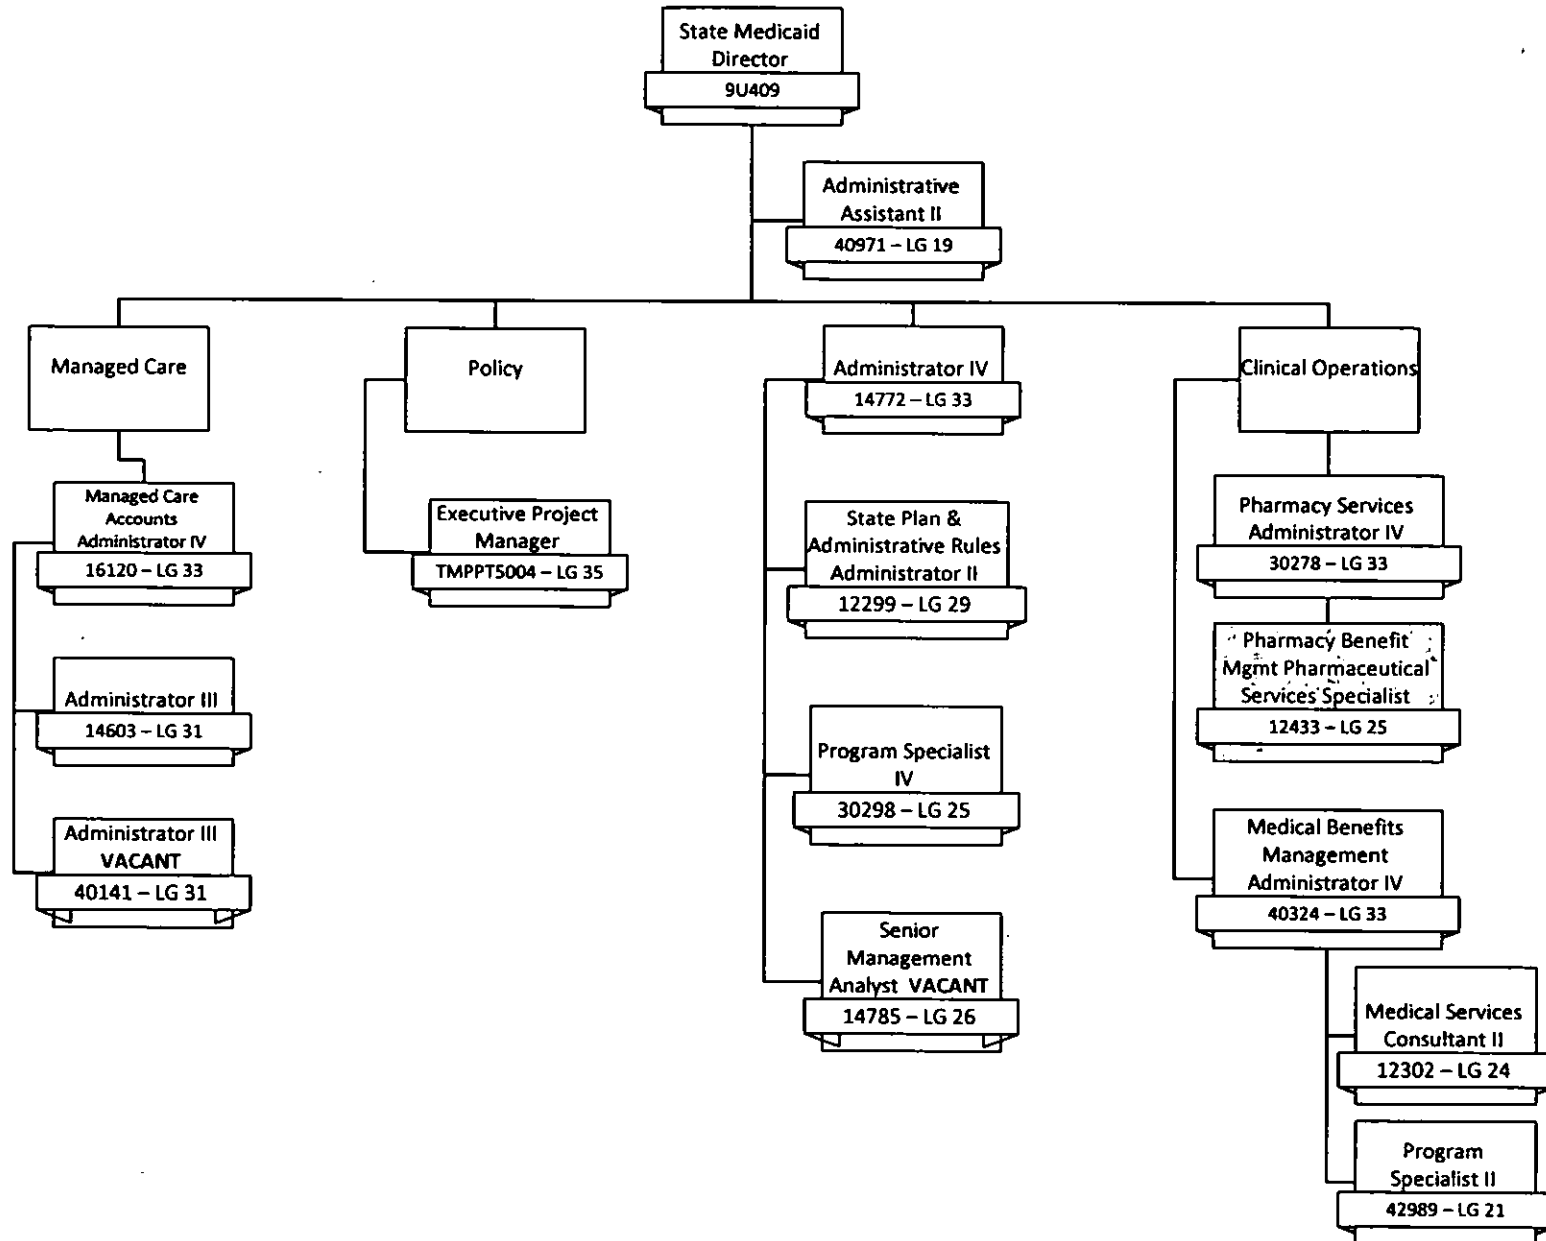 State Medicaid
Director
9U409
Administrative
Assistant II
40971 – LG 19
Managed Care
Policy
Administrator IV
14772 – LG 33
Clinical Operations
Managed Care
Accounts
Administrator IV
16120 – LG 33
Executive Project
Manager
TMPPT5004 – LG 35
State Plan &
Administrative Rules
Administrator II
12299 – LG 29
Pharmacy Services
Administrator IV
30278 – LG 33
Pharmacy Benefit
Mgmt Pharmaceutical
Services Specialist
12433 – LG 25
Administrator III
14603 – LG 31
Program Specialist
IV
30298 – LG 25
Administrator III
VACANT
40141 – LG 31
Medical Benefits
Management
Administrator IV
40324 – LG 33
Senior
Management
Analyst VACANT
14785 – LG 26
Medical Services
Consultant II
12302 – LG 24
Program
Specialist II
42989 – LG 21